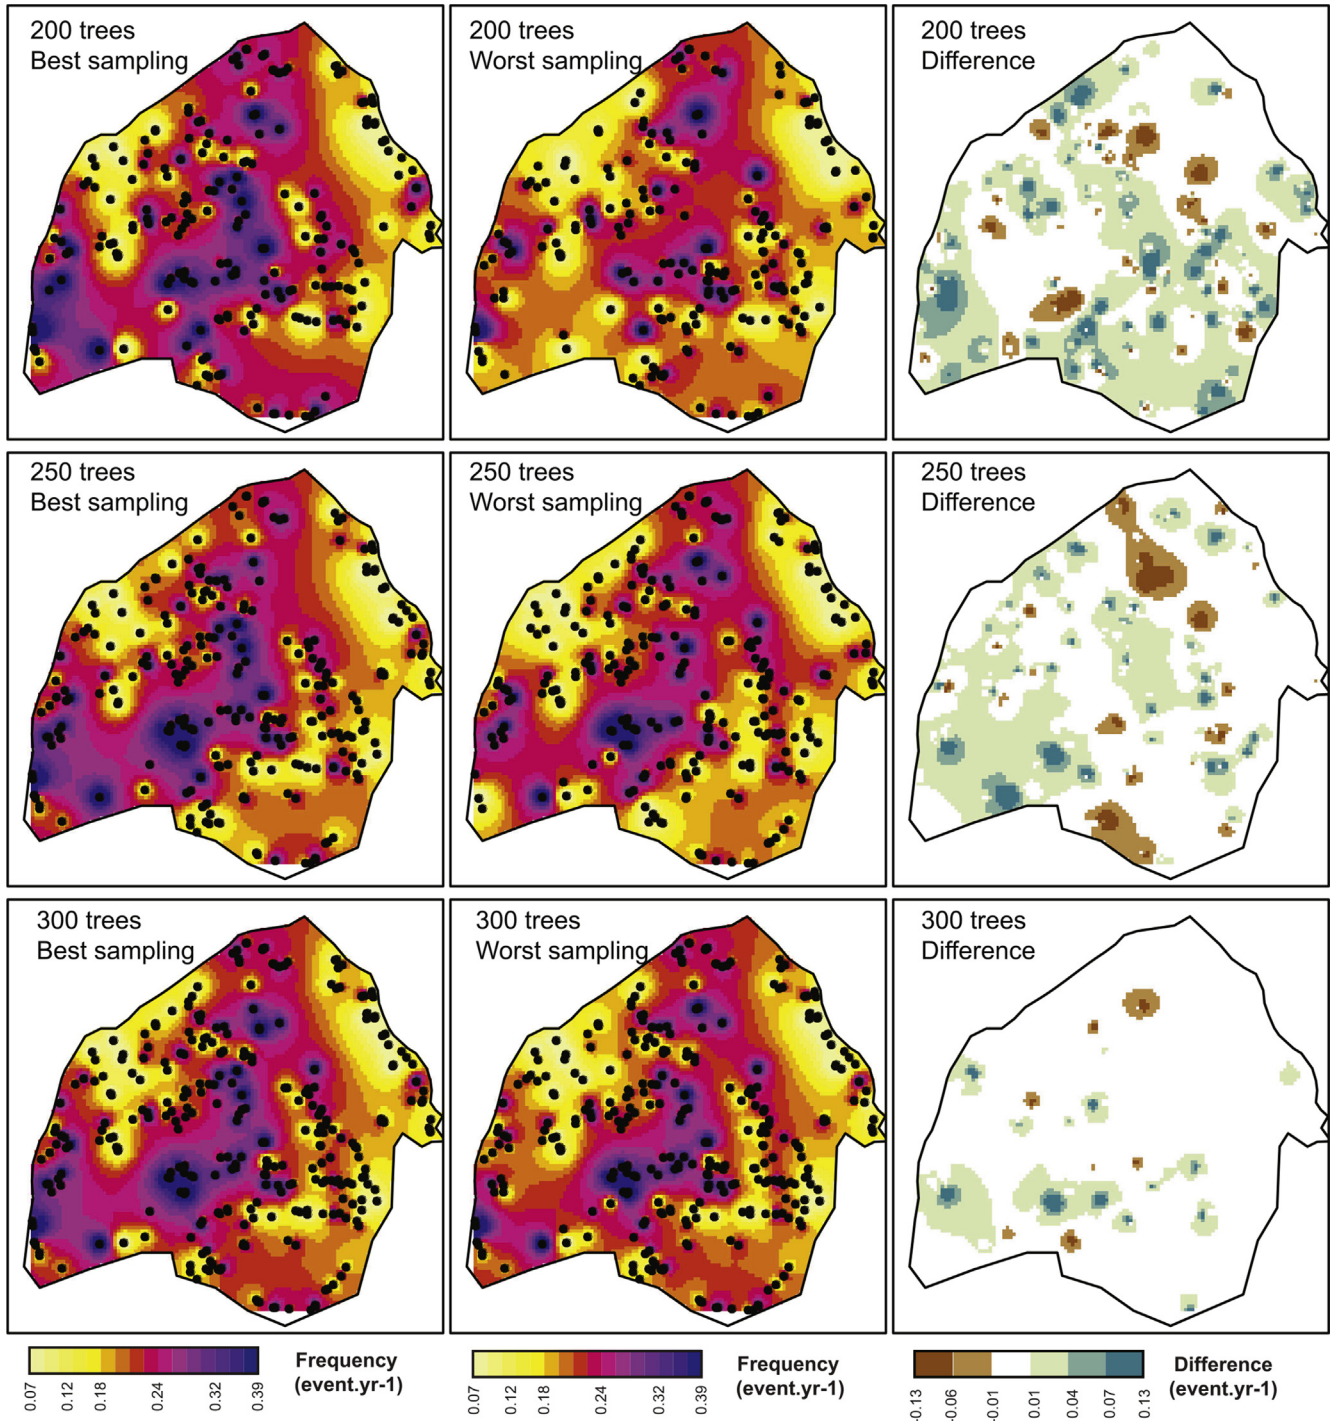 200 trees
Best sampling
200 trees
Worst sampling
200 trees
Difference
250 trees
Best sampling
250 trees
Worst sampling
250 trees
Difference
300 trees
Best sampling
300 trees
Worst sampling
300 trees
Difference
0.07 0.12 0.18 0.24 0.32 0.39
Frequency
(event.yr-1)
0.07 0.12 0.18 0.24 0.32 0.39
Frequency
(event.yr-1)
-0.13 -0.06 -0.01 0.01 0.04 0.07 0.13
Difference
(event.yr-1)